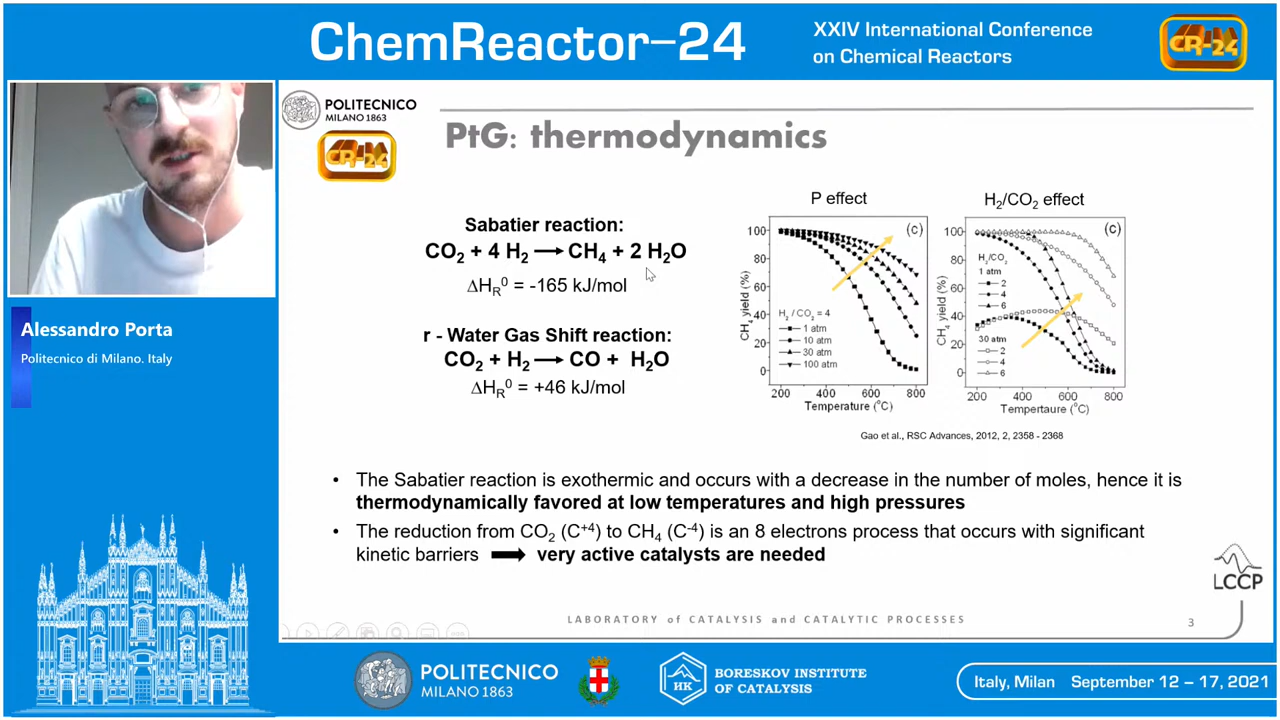 ChemReactor–24
XXIV International Conference
on Chemical Reactors
CR-24
POLITECNICO
MILANO 1863
CR-24
PtG: thermodynamics
Sabatier reaction:
CO₂ + 4 H₂ → CH₄ + 2 H₂O
ΔH_R⁰ = -165 kJ/mol
r - Water Gas Shift reaction:
CO₂ + H₂ → CO + H₂O
ΔH_R⁰ = +46 kJ/mol
P effect
(c)
CH₄ yield (%)
100
80
60
40
20
0
H₂ / CO₂ = 4
1 atm
10 atm
30 atm
100 atm
200 400 600 800
Temperature (°C)
H₂/CO₂ effect
(c)
CH₄ yield (%)
100
80
60
40
20
0
H₂/CO₂
1 atm
2
4
6
30 atm
2
4
6
200 400 600 800
Tempertaure (°C)
Gao et al., RSC Advances, 2012, 2, 2358 - 2368
Alessandro Porta
Politecnico di Milano. Italy
• The Sabatier reaction is exothermic and occurs with a decrease in the number of moles, hence it is
thermodynamically favored at low temperatures and high pressures
• The reduction from CO₂ (C⁺⁴) to CH₄ (C⁻⁴) is an 8 electrons process that occurs with significant
kinetic barriers → very active catalysts are needed
LCCP
LABORATORY of CATALYSIS and CATALYTIC PROCESSES
3
POLITECNICO
MILANO 1863
НК
BORESKOV INSTITUTE
OF CATALYSIS
Italy, Milan September 12 – 17, 2021